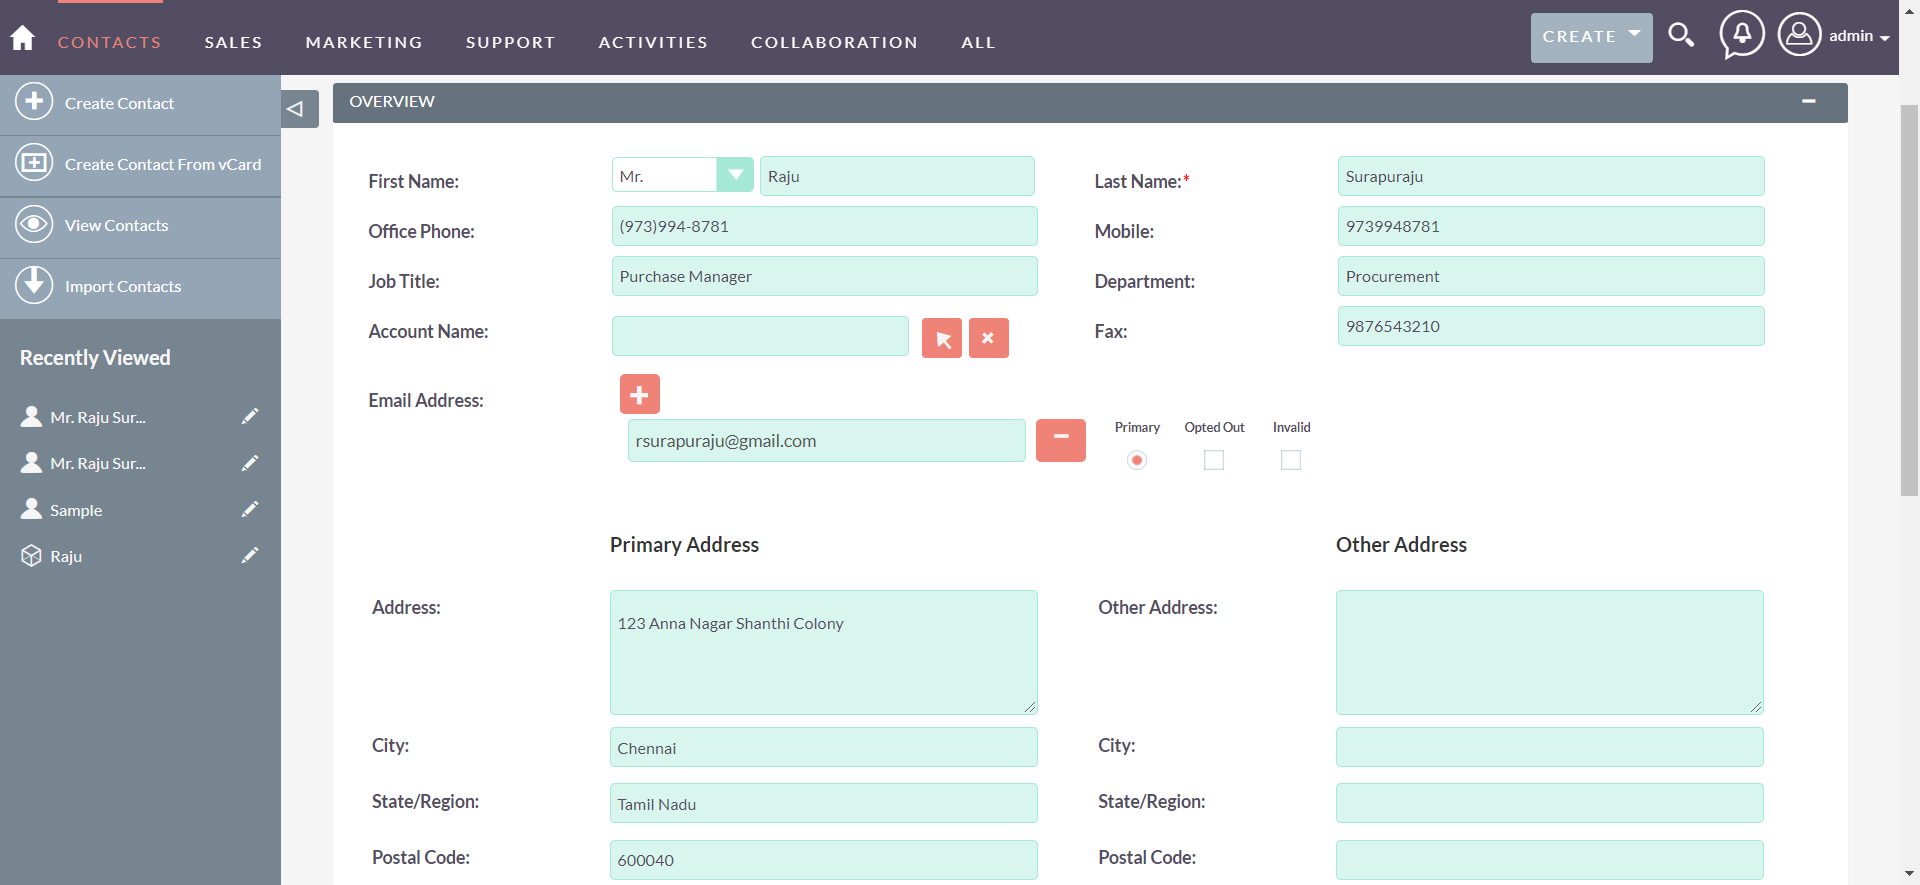 CONTACTS SALES MARKETING SUPPORT ACTIVITIES COLLABORATION ALL CREATE admin
Create Contact
Create Contact From vCard
View Contacts
Import Contacts
Recently Viewed
Mr. Raju Sur...
Mr. Raju Sur...
Sample
Raju
OVERVIEW
First Name: Mr. Raju Last Name:* Surapuraju
Office Phone: (973)994-8781 Mobile: 9739948781
Job Title: Purchase Manager Department: Procurement
Account Name: Fax: 9876543210
Email Address:
rsurapuraju@gmail.com Primary Opted Out Invalid
Primary Address Other Address
Address: 123 Anna Nagar Shanthi Colony Other Address:
City: Chennai City:
State/Region: Tamil Nadu State/Region:
Postal Code: 600040 Postal Code: